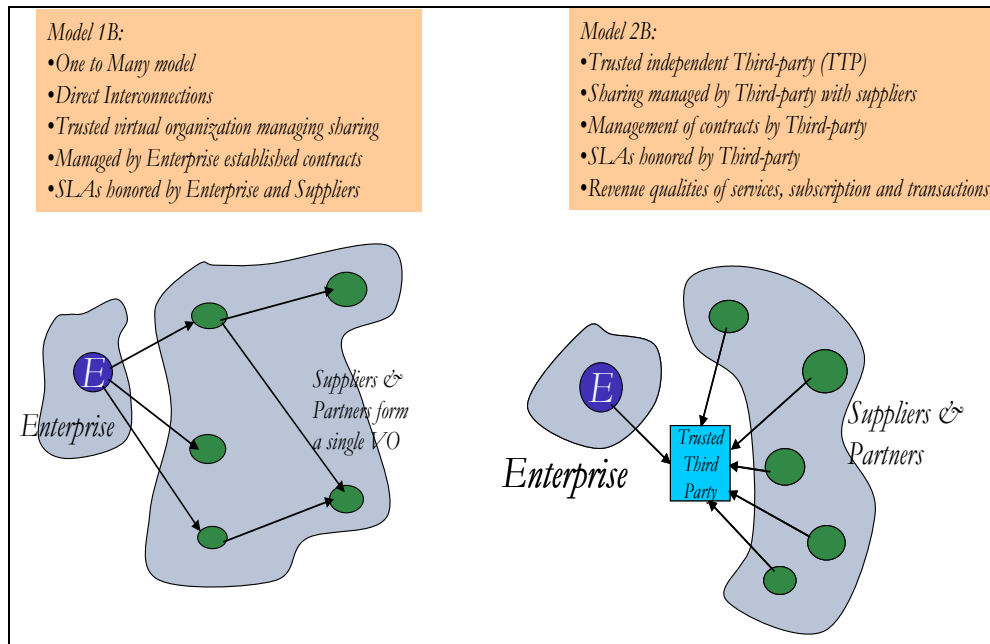 Model 1B:
•One to Many model
•Direct Interconnections
•Trusted virtual organization managing sharing
•Managed by Enterprise established contracts
•SLAs honored by Enterprise and Suppliers
Model 2B:
•Trusted independent Third-party (TTP)
•Sharing managed by Third-party with suppliers
•Management of contracts by Third-party
•SLAs honored by Third-party
•Revenue qualities of services, subscription and transactions
E
Enterprise
Suppliers &
Partners form
a single VO
E
Enterprise
Trusted
Third
Party
Suppliers &
Partners